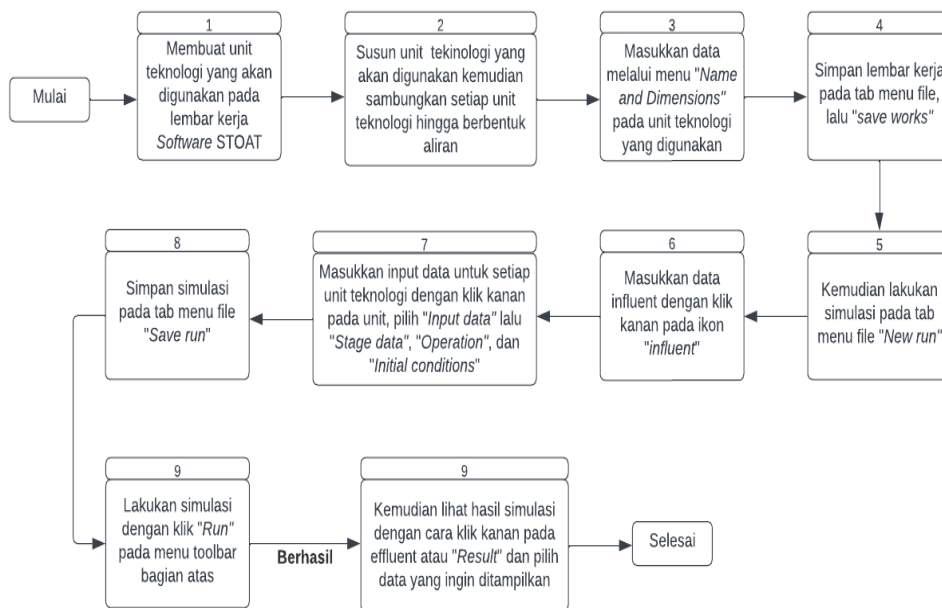 Mulai
1
Membuat unit
teknologi yang akan
digunakan pada
lembar kerja
Software STOAT
2
Susun unit tekinologi yang
akan digunakan kemudian
sambungkan setiap unit
teknologi hingga berbentuk
aliran
3
Masukkan data
melalui menu "Name
and Dimensions"
pada unit teknologi
yang digunakan
4
Simpan lembar kerja
pada tab menu file,
lalu "save works"
5
Kemudian lakukan
simulasi pada tab
menu file "New run"
6
Masukkan data
influent dengan klik
kanan pada ikon
"influent"
7
Masukkan input data untuk setiap
unit teknologi dengan klik kanan
pada unit, pilih "Input data" lalu
"Stage data", "Operation", dan
"Initial conditions"
8
Simpan simulasi
pada tab menu file
"Save run"
9
Lakukan simulasi
dengan klik "Run"
pada menu toolbar
bagian atas
Berhasil
9
Kemudian lihat hasil simulasi
dengan cara klik kanan pada
effluent atau "Result" dan pilih
data yang ingin ditampilkan
Selesai